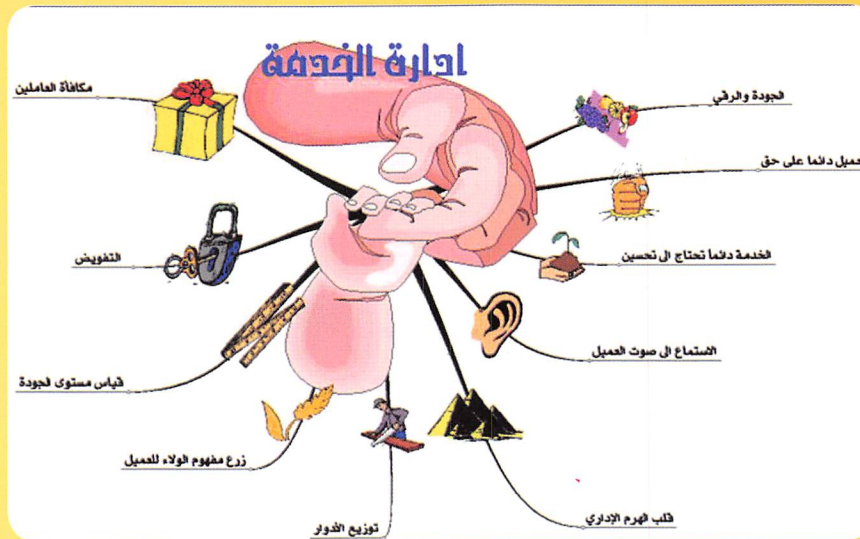 ادارة الخدمة
الجودة والرقي
عميل دائما على حق
الخدمة دائما تحتاج الى تحسين
الاستماع الى صوت العميل
قلب الهرم الإداري
توزيع الأدوار
زرع مفهوم الولاء للعميل
قياس مستوى الجودة
التفويض
مكافأة العاملين